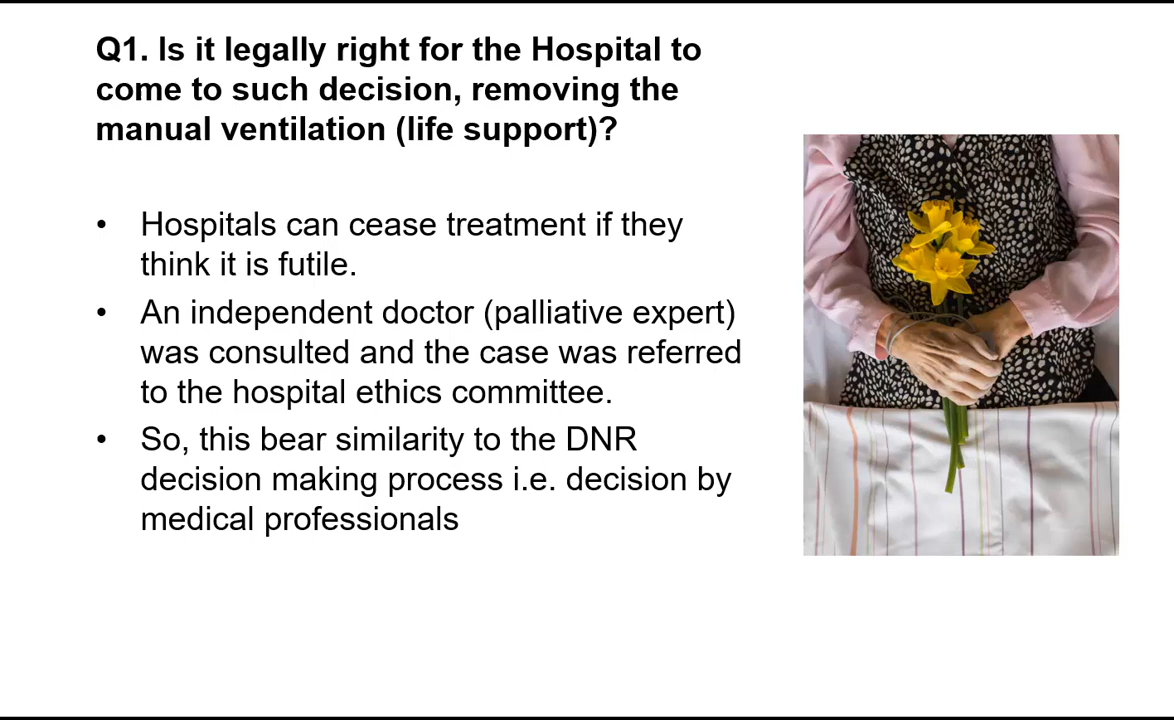 Q1. Is it legally right for the Hospital to
come to such decision, removing the
manual ventilation (life support)?
• Hospitals can cease treatment if they
think it is futile.
• An independent doctor (palliative expert)
was consulted and the case was referred
to the hospital ethics committee.
• So, this bear similarity to the DNR
decision making process i.e. decision by
medical professionals